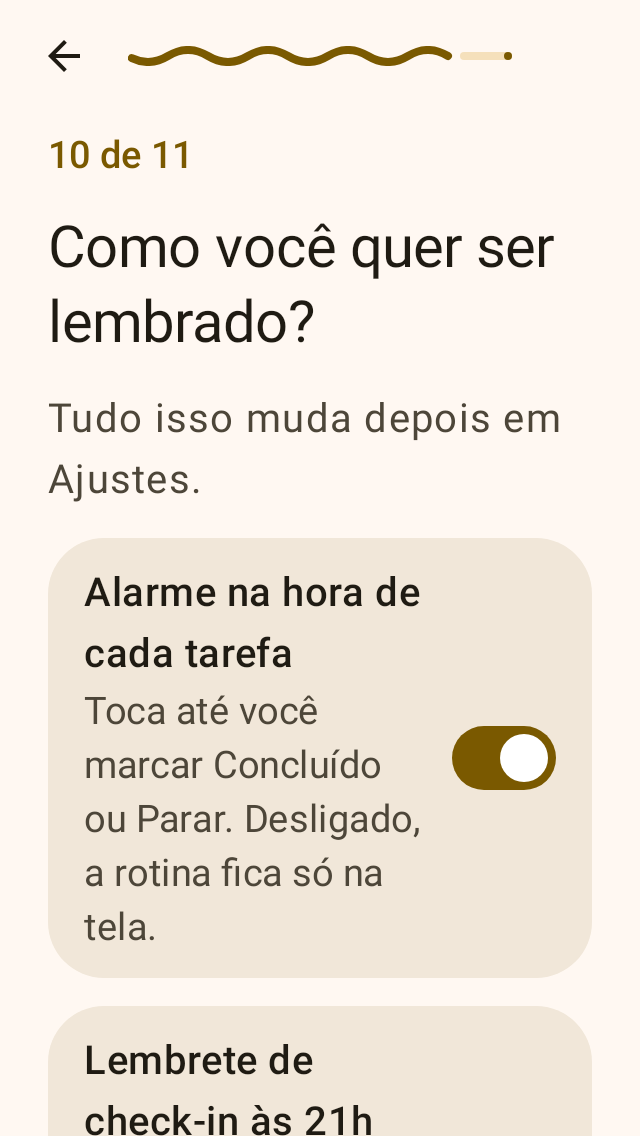 10 de 11
Como você quer ser
lembrado?
Tudo isso muda depois em
Ajustes.
Alarme na hora de
cada tarefa
Toca até você
marcar Concluído
ou Parar. Desligado,
a rotina fica só na
tela.
Lembrete de
check-in às 21h